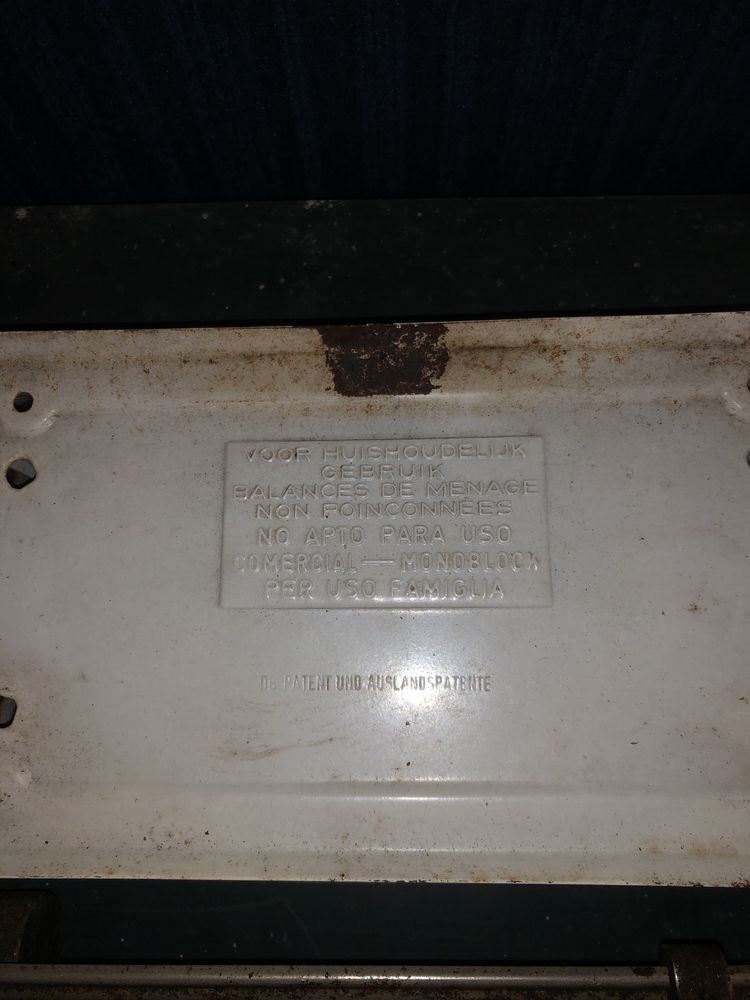 VOOR HUISHOUDELIJK
GEBRUIK
BALANCES DE MENAGE
NON POINCONNÉES
NO APTO PARA USO
COMERCIAL — MONOBLOCK
PER USO FAMIGLIA
DB PATENT UND AUSLANDSPATENTE